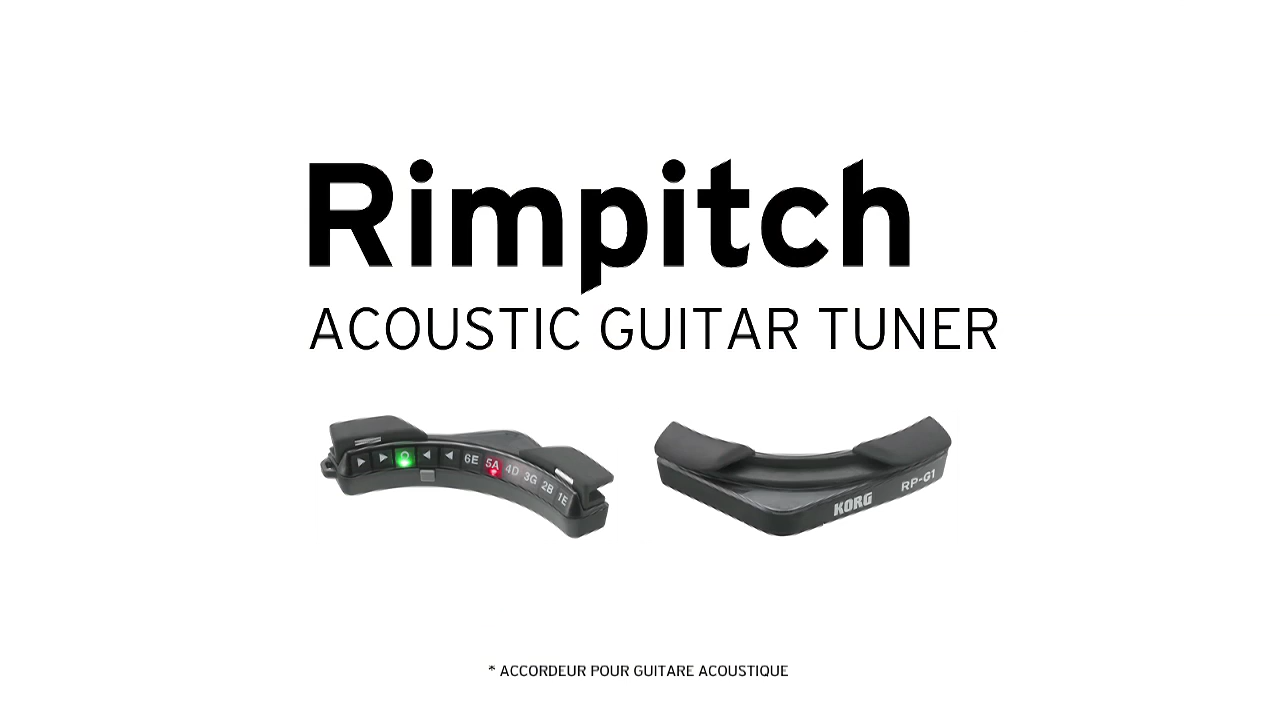 Rimpitch
ACOUSTIC GUITAR TUNER
6E 5A 4D 3G 2B 1E
KORG RP-G1
* ACCORDEUR POUR GUITARE ACOUSTIQUE